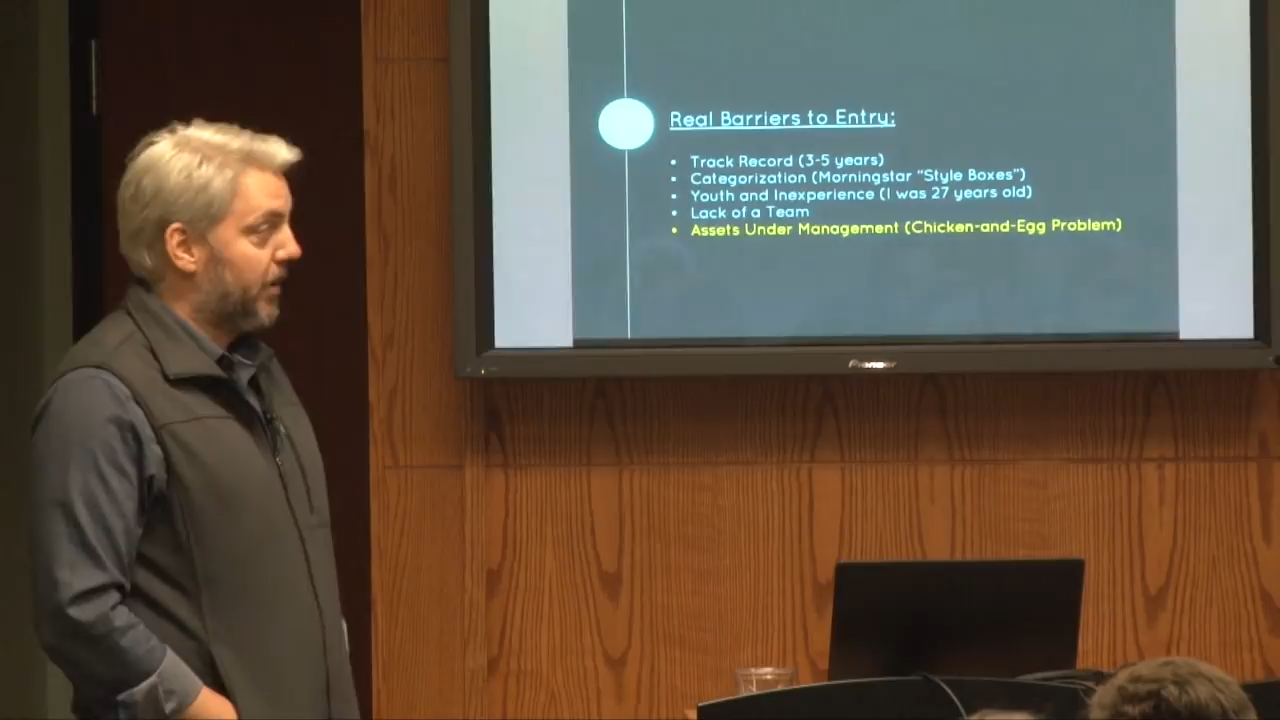 Real Barriers to Entry:
• Track Record (3-5 years)
• Categorization (Morningstar “Style Boxes”)
• Youth and Inexperience (I was 27 years old)
• Lack of a Team
• Assets Under Management (Chicken-and-Egg Problem)
Pioneer